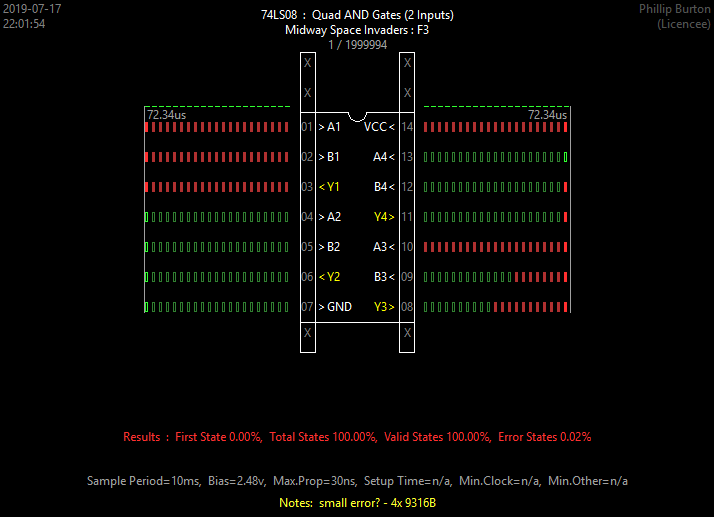 2019-07-17
22:01:54
74LS08 : Quad AND Gates (2 Inputs)
Midway Space Invaders : F3
1 / 1999994
Phillip Burton
(Licencee)
X X
X X
72.34us 72.34us
01 > A1 VCC < 14
02 > B1 A4 < 13
03 < Y1 B4 < 12
04 > A2 Y4 > 11
05 > B2 A3 < 10
06 < Y2 B3 < 09
07 > GND Y3 > 08
X X
Results : First State 0.00%, Total States 100.00%, Valid States 100.00%, Error States 0.02%
Sample Period=10ms, Bias=2.48v, Max.Prop=30ns, Setup Time=n/a, Min.Clock=n/a, Min.Other=n/a
Notes: small error? - 4x 9316B